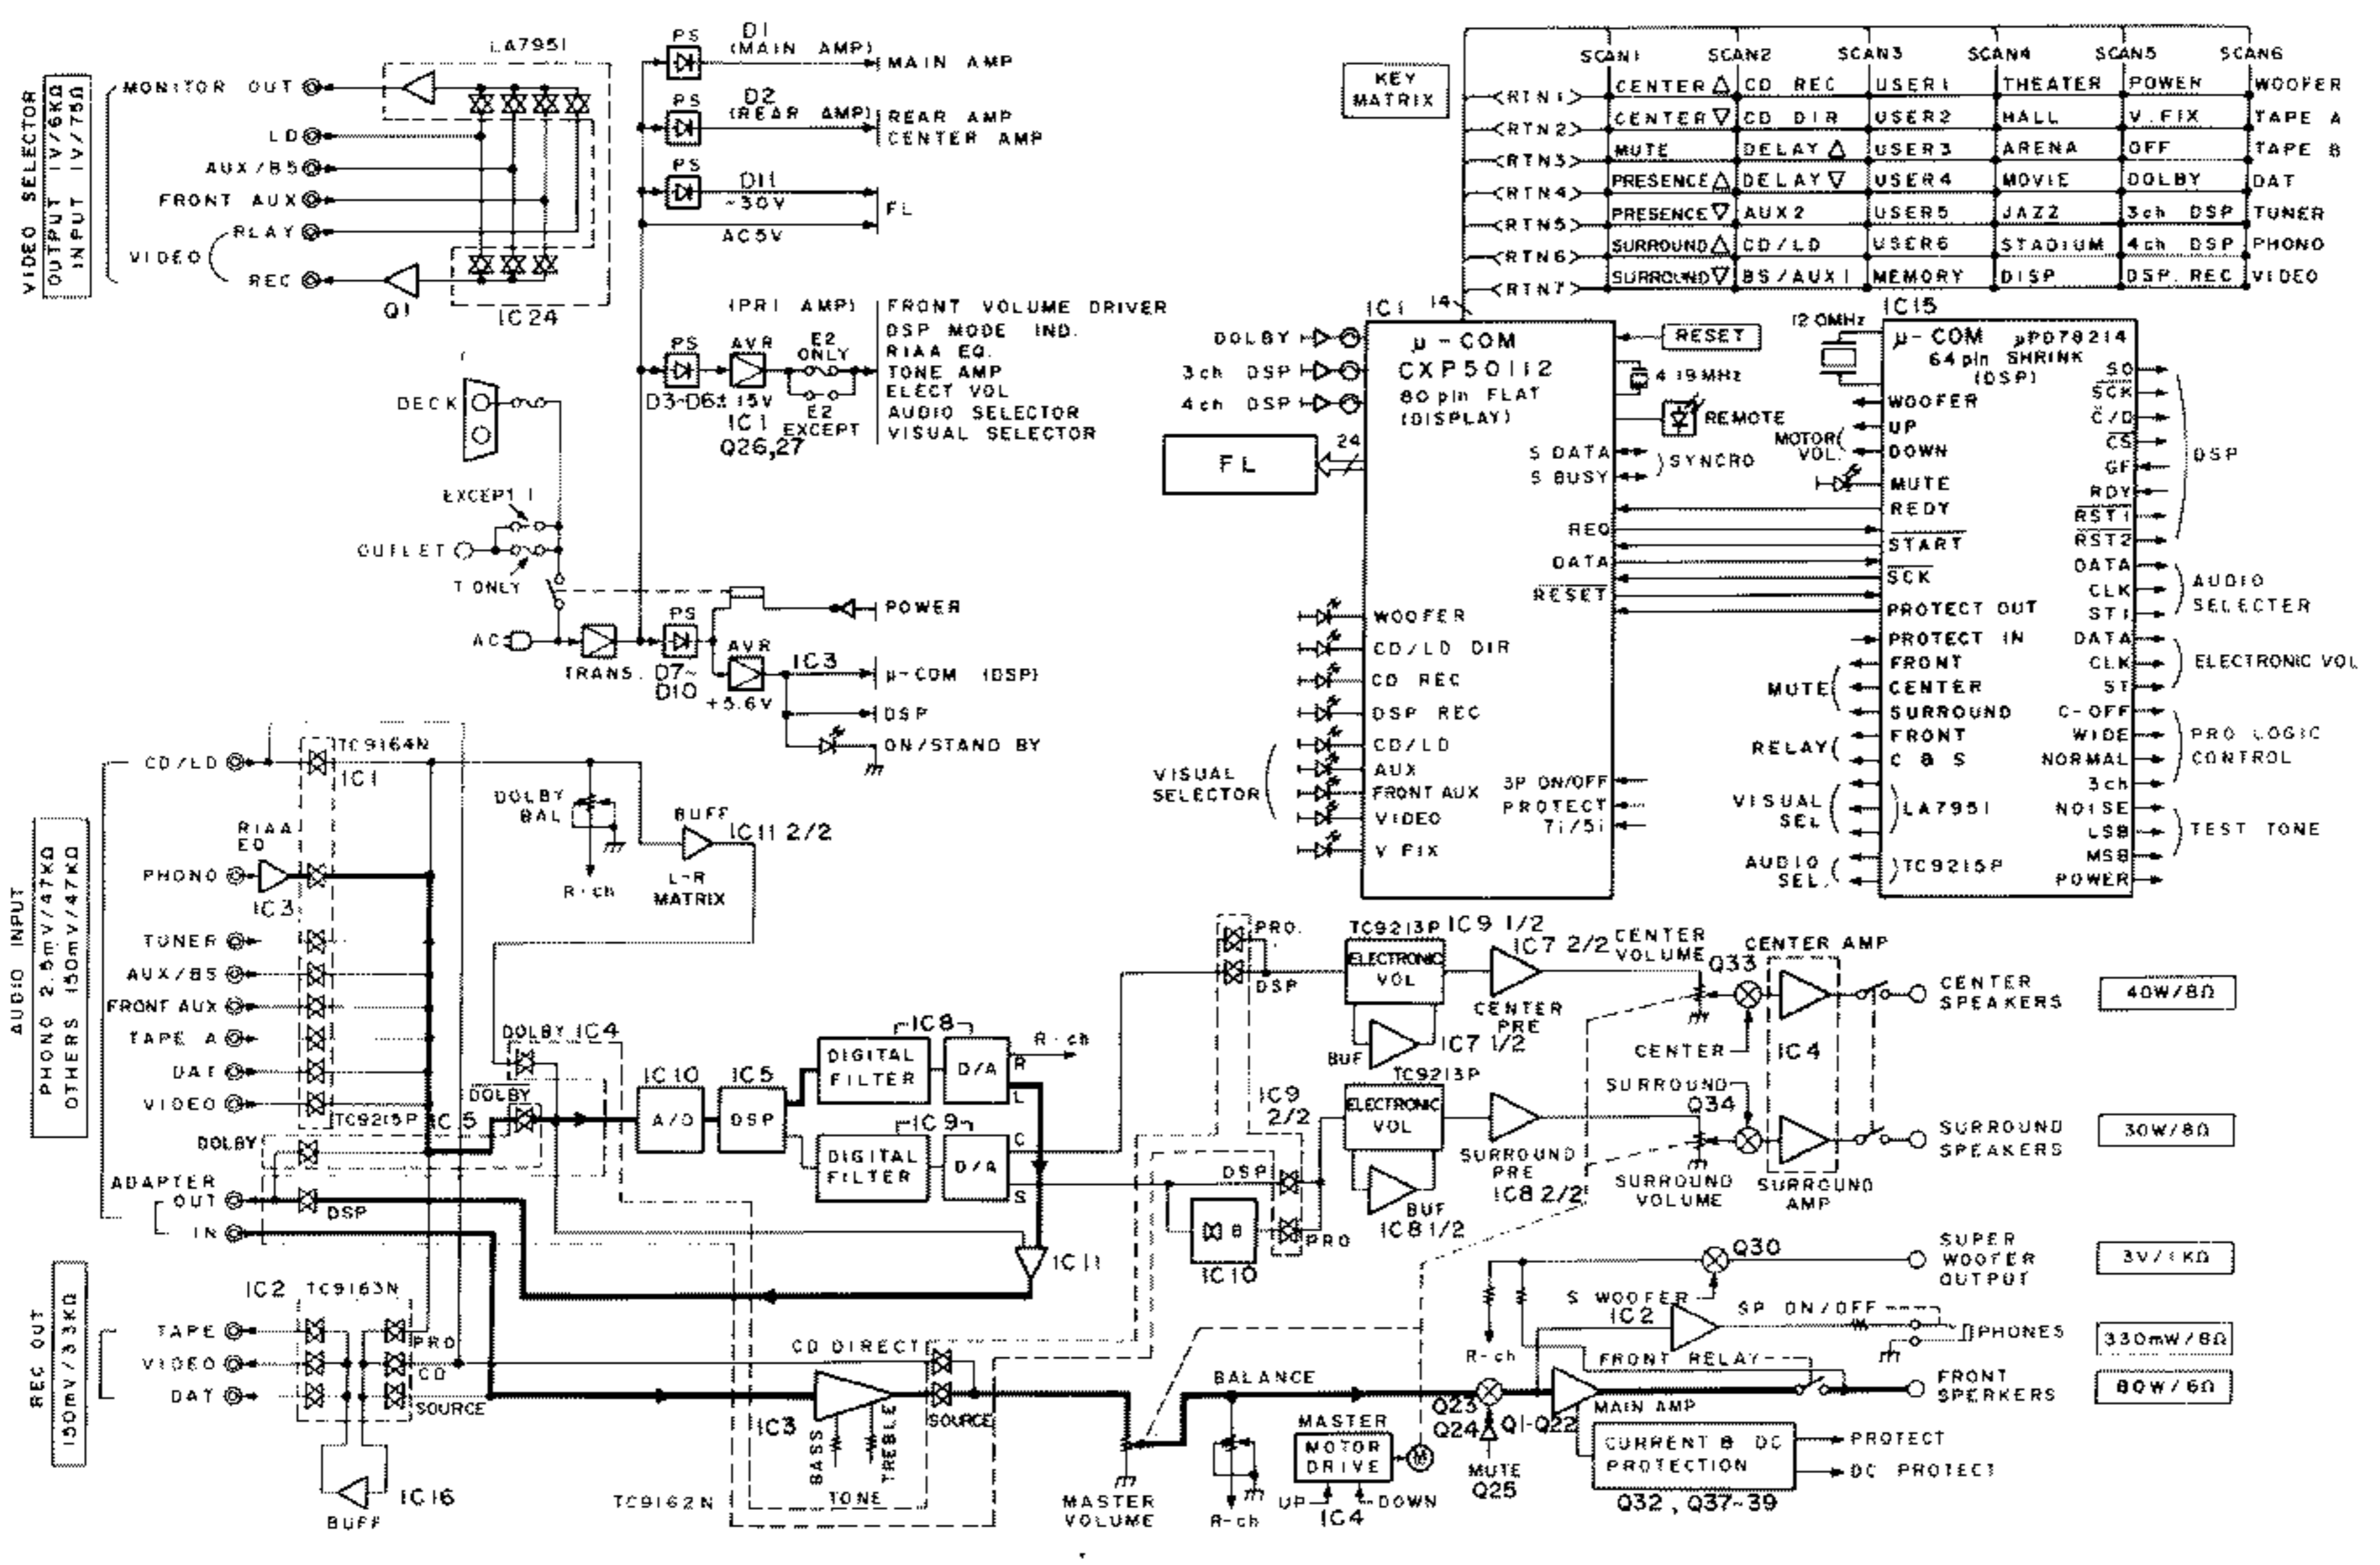 VIDEO SELECTOR
OUTPUT 1V/6KΩ
INPUT 1V/75Ω
LA7951
MONITOR OUT
LD
AUX/BS
FRONT AUX
VIDEO
PLAY
REC
Q1
IC24
PS
D1
(MAIN AMP)
MAIN AMP
PS
D2
(REAR AMP)
REAR AMP
CENTER AMP
PS
D11
-30V
FL
AC5V
(PRI AMP)
PS
AVR
E2
ONLY
D3~D6
±15V
IC1
Q26,27
E2
EXCEPT
FRONT VOLUME DRIVER
DSP MODE IND.
RIAA EQ.
TONE AMP
ELECT VOL
AUDIO SELECTOR
VISUAL SELECTOR
DECK
EXCEPT T
OUTLET
T ONLY
AC
TRANS.
PS
D7~
D10
POWER
AVR
+5.6V
IC3
μ-COM (DSP)
DSP
ON/STAND BY
KEY
MATRIX
SCAN1 SCAN2 SCAN3 SCAN4 SCAN5 SCAN6
<RTN1> CENTER △ CD REC USER1 THEATER POWER WOOFER
<RTN2> CENTER ▽ CD DIR USER2 HALL V.FIX TAPE A
<RTN3> MUTE DELAY △ USER3 ARENA OFF TAPE B
<RTN4> PRESENCE △ DELAY ▽ USER4 MOVIE DOLBY DAT
<RTN5> PRESENCE ▽ AUX2 USER5 JAZZ 3ch DSP TUNER
<RTN6> SURROUND △ CD/LD USER6 STADIUM 4ch DSP PHONO
<RTN7> SURROUND ▽ BS/AUX1 MEMORY DISP DSP.REC VIDEO
IC1
14
DOLBY
3ch DSP
4ch DSP
FL
24
μ-COM
CXP50112
80pin FLAT
(DISPLAY)
RESET
4.19MHz
REMOTE
S DATA
S BUSY
SYNCRO
REQ
DATA
RESET
WOOFER
CD/LD DIR
CD REC
DSP REC
VISUAL
SELECTOR
CD/LD
AUX
FRONT AUX
VIDEO
V FIX
SP ON/OFF
PROTECT
7i/5i
IC15
12.0MHz
μ-COM μPD78214
64pin SHRINK
(DSP)
WOOFER
MOTOR
VOL.
UP
DOWN
MUTE
REDY
START
SCK
PROTECT OUT
PROTECT IN
MUTE
FRONT
CENTER
SURROUND
RELAY
FRONT
C & S
VISUAL
SEL
LA7951
AUDIO
SEL.
TC9215P
SO
SCK
C/D
CS
GF
RDY
RST1
RST2
DSP
DATA
CLK
ST1
AUDIO
SELECTER
DATA
CLK
ST
ELECTRONIC VOL
C-OFF
WIDE
NORMAL
3ch
PRO LOGIC
CONTROL
NOISE
LSB
MSB
TEST TONE
POWER
AUDIO INPUT
PHONO 2.5mV/47KΩ
OTHERS 150mV/47KΩ
CD/LD
TC9164N
IC1
RIAA
EQ
PHONO
IC3
TUNER
AUX/BS
FRONT AUX
TAPE A
DAT
VIDEO
TC9215P IC5
DOLBY
ADAPTER
OUT
IN
DSP
DOLBY
BAL
R-ch
BUFF
IC11 2/2
L-R
MATRIX
DOLBY IC4
DOLBY
IC10
A/D
IC5
DSP
IC8
DIGITAL
FILTER
D/A
R
L
R-ch
IC9
DIGITAL
FILTER
D/A
C
S
IC11
PRO.
DSP
TC9213P IC9 1/2
ELECTRONIC
VOL
IC7 2/2
CENTER
PRE
BUF
IC7 1/2
CENTER
VOLUME
Q33
CENTER AMP
CENTER
IC4
CENTER
SPEAKERS
40W/8Ω
IC9
2/2
TC9213P
ELECTRONIC
VOL
SURROUND
PRE
IC8 2/2
BUF
IC8 1/2
SURROUND
Q34
SURROUND
VOLUME
SURROUND
AMP
SURROUND
SPEAKERS
30W/8Ω
DSP
B
PRO
IC10
REC OUT
150mV/3.3KΩ
IC2
TC9163N
TAPE
VIDEO
DAT
PRO
CD
SOURCE
BUFF
IC16
CD DIRECT
IC3
BASS
TREBLE
TONE
SOURCE
TC9162N
MASTER
VOLUME
BALANCE
R-ch
MASTER
MOTOR
DRIVE
M
UP
DOWN
IC4
R-ch
Q30
S WOOFER
SUPER
WOOFER
OUTPUT
3V/1KΩ
IC2
SP ON/OFF
PHONES
330mW/8Ω
FRONT RELAY
Q23
Q24
MUTE
Q25
Q1-Q22
MAIN AMP
FRONT
SPERKERS
80W/6Ω
CURRENT & DC
PROTECTION
PROTECT
DC PROTECT
Q32, Q37~39